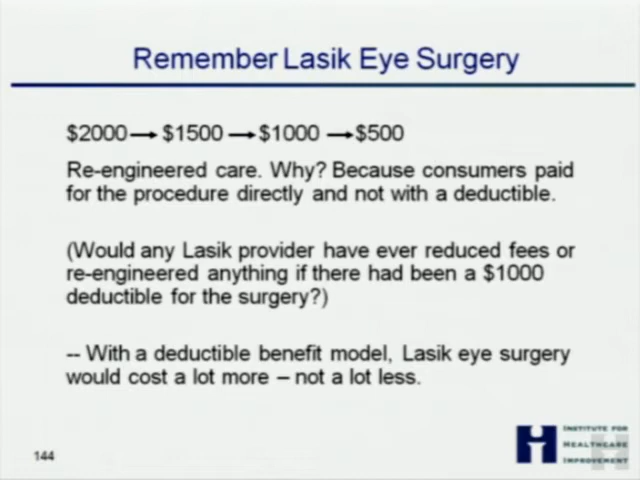 Remember Lasik Eye Surgery
$2000 → $1500 → $1000 → $500
Re-engineered care. Why? Because consumers paid
for the procedure directly and not with a deductible.
(Would any Lasik provider have ever reduced fees or
re-engineered anything if there had been a $1000
deductible for the surgery?)
-- With a deductible benefit model, Lasik eye surgery
would cost a lot more – not a lot less.
144
INSTITUTE FOR
HEALTHCARE
IMPROVEMENT